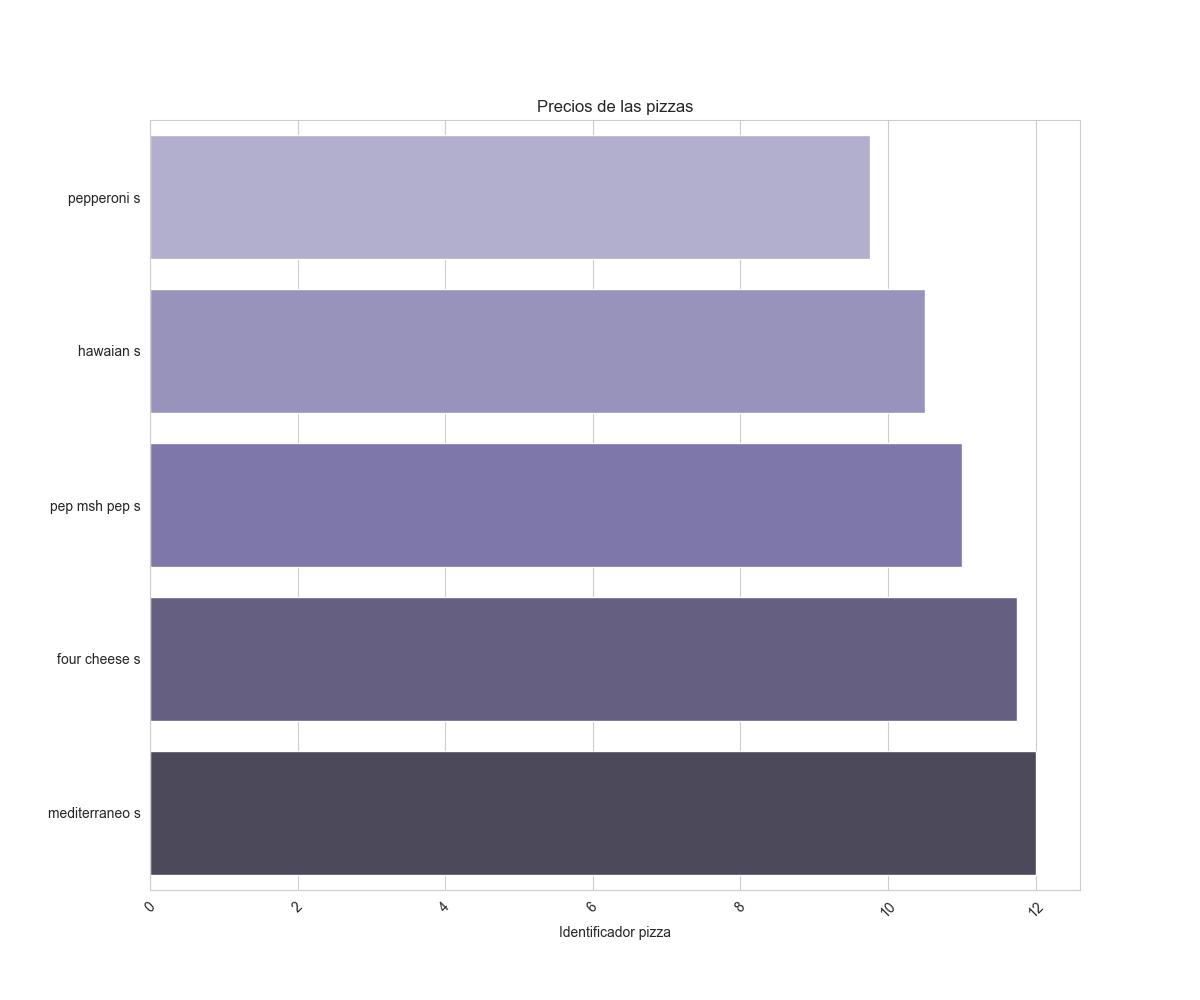 Precios de las pizzas
pepperoni s
hawaian s
pep msh pep s
four cheese s
mediterraneo s
0 2 4 6 8 10 12
Identificador pizza